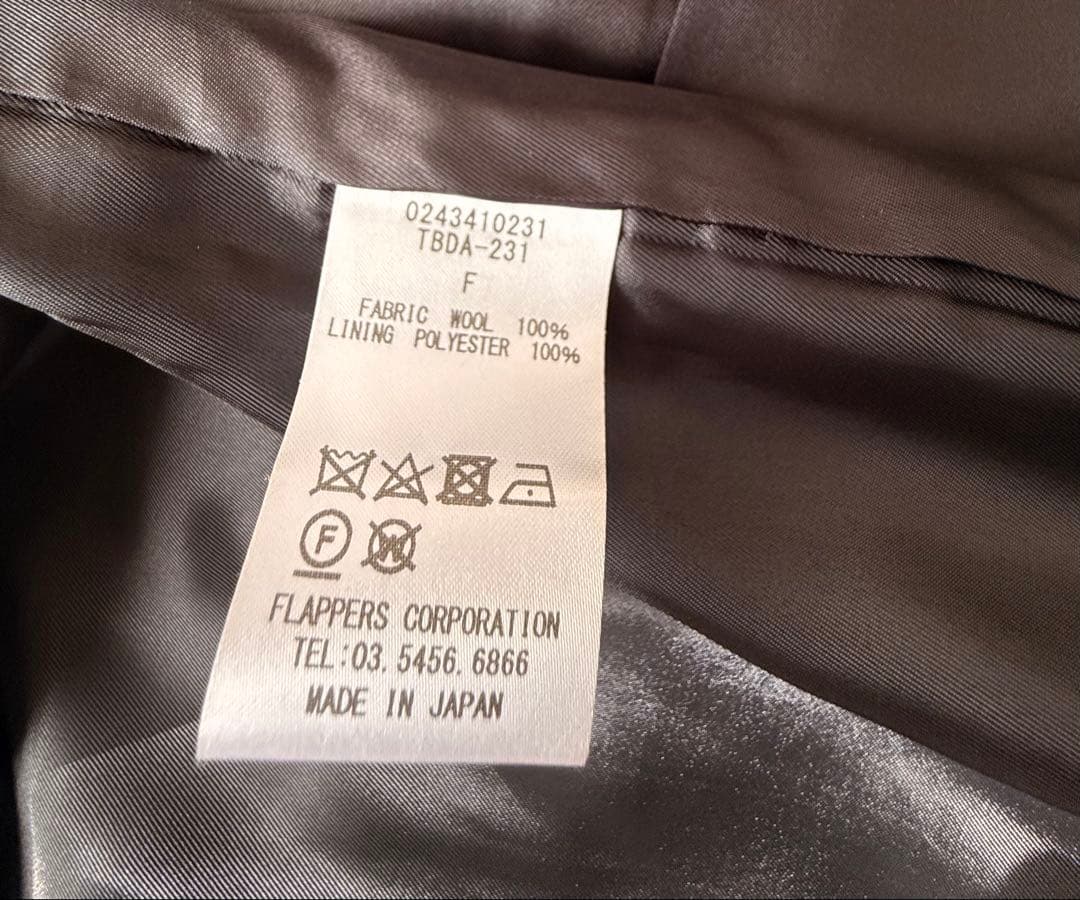 0243410231
TBDA-231
F
FABRIC WOOL 100%
LINING POLYESTER 100%
F W
FLAPPERS CORPORATION
TEL:03.5456.6866
MADE IN JAPAN